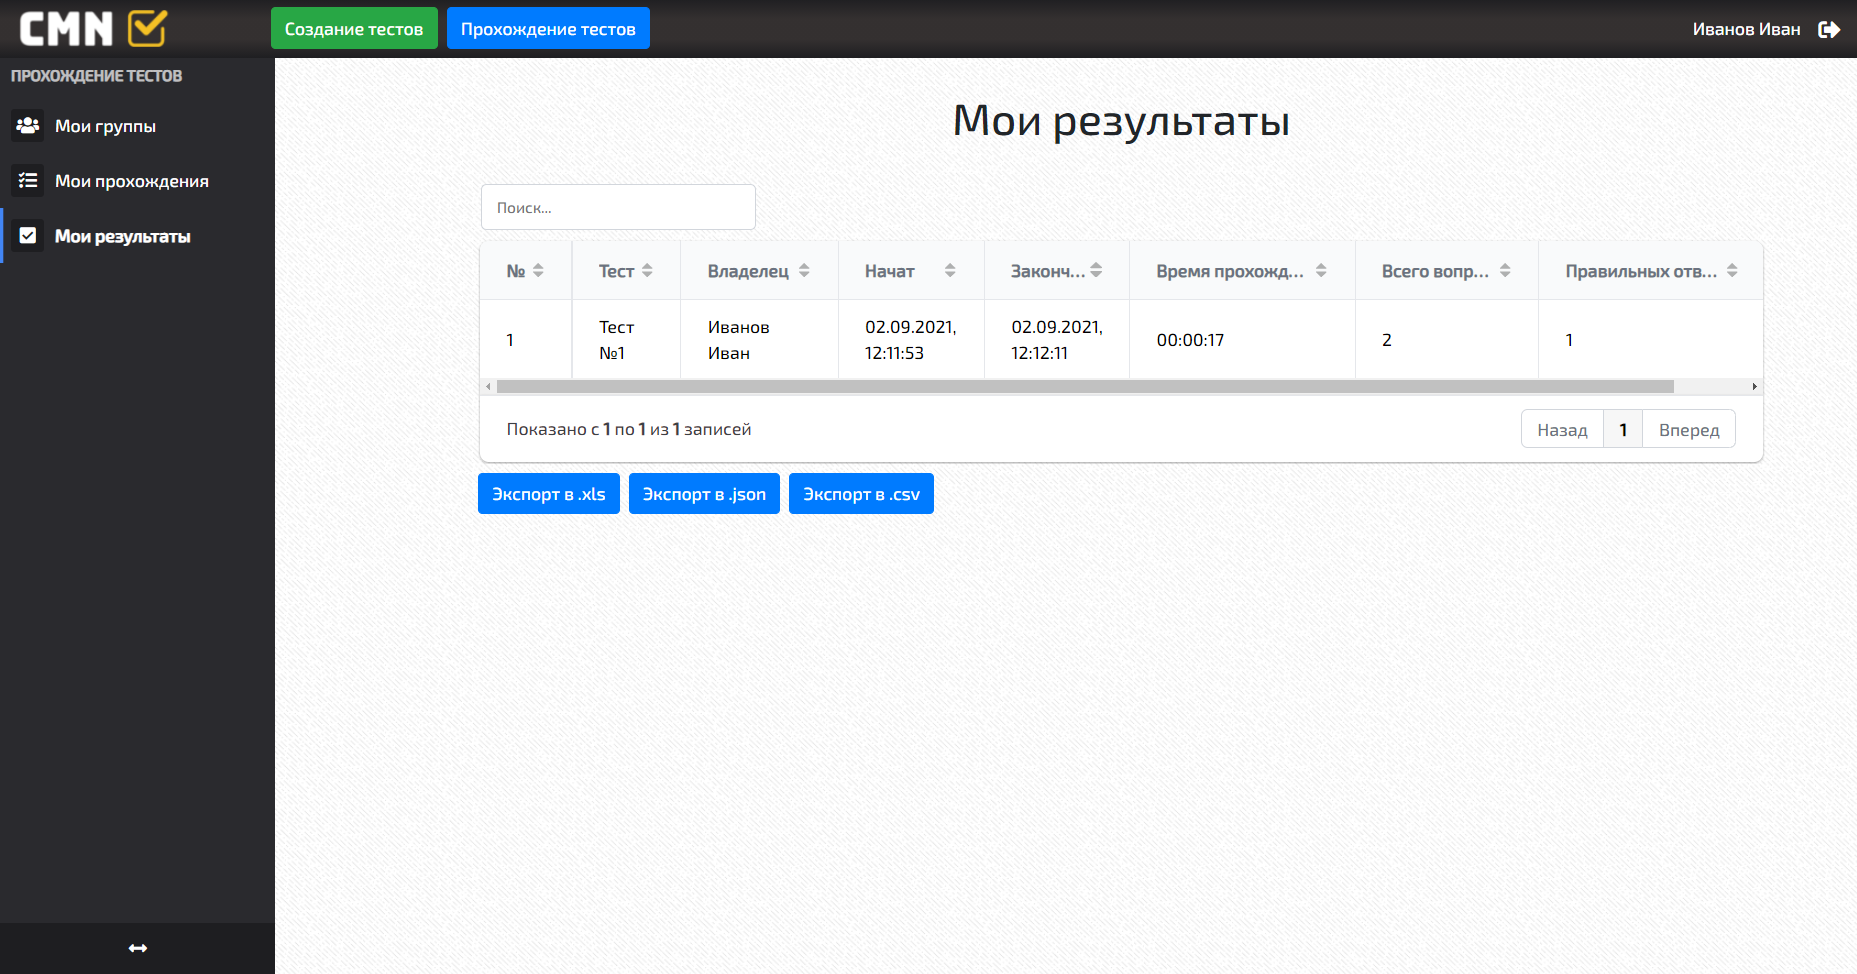 CMN
Создание тестов
Прохождение тестов
Иванов Иван
ПРОХОЖДЕНИЕ ТЕСТОВ
Мои группы
Мои прохождения
Мои результаты
Мои результаты
Поиск...
№ Тест Владелец Начат Законч... Время прохожд... Всего вопр... Правильных отв...
1 Тест Иванов 02.09.2021, 02.09.2021, 00:00:17 2 1
№1 Иван 12:11:53 12:12:11
Показано с 1 по 1 из 1 записей
Назад 1 Вперед
Экспорт в .xls
Экспорт в .json
Экспорт в .csv